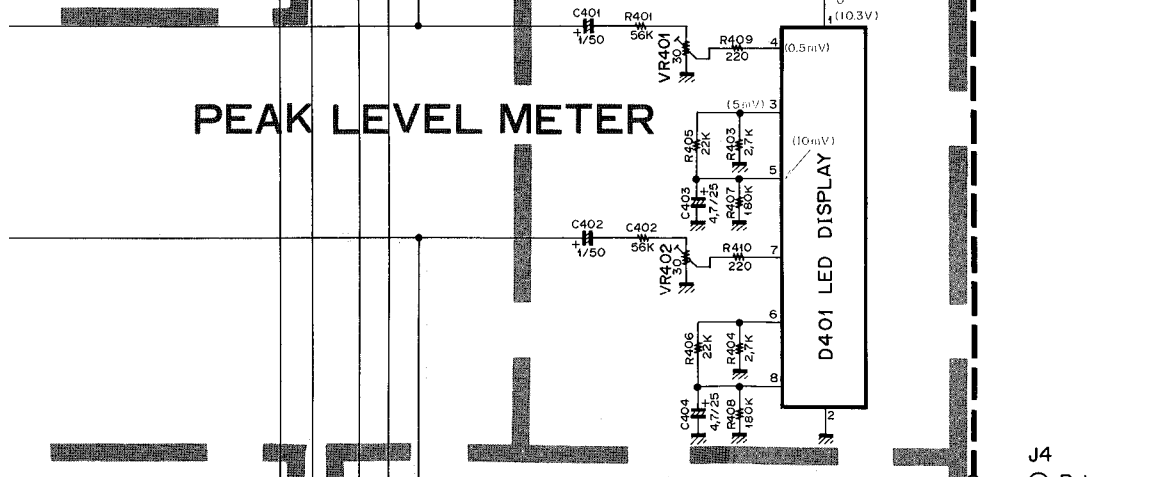 C401
+ 1/50
R401
56K
VR401
30
R409
220
1 (10.3V)
4 (0.5mV)
PEAK LEVEL METER
(5mV) 3
R405
22K
R403
2,7K
(10mV)
5
C403
+
4,7/25
R407
180K
D401 LED DISPLAY
C402
+ 1/50
C402
56K
VR402
30
R410
220
7
6
R406
22K
R404
2,7K
8
C404
+
4,7/25
R408
180K
2
J4